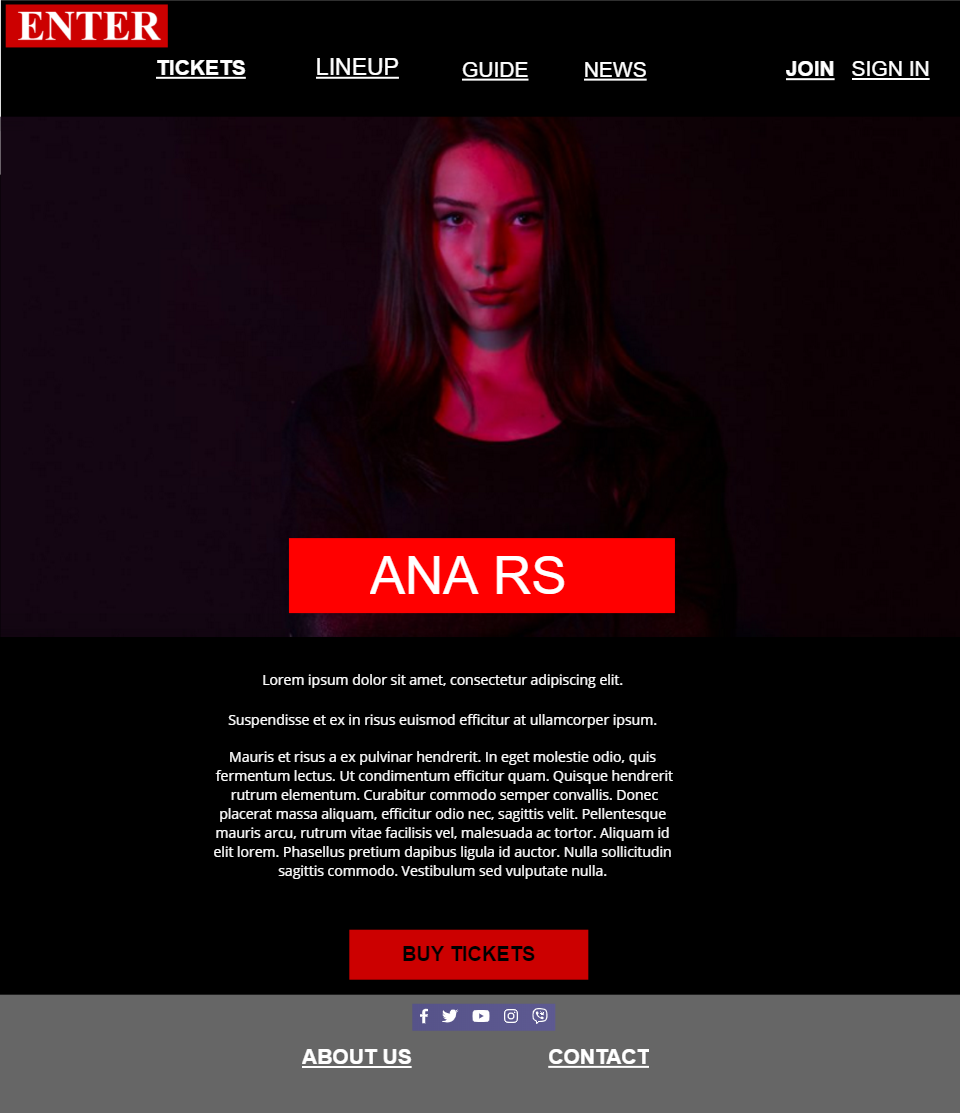 ENTER
TICKETS LINEUP GUIDE NEWS JOIN SIGN IN
ANA RS
Lorem ipsum dolor sit amet, consectetur adipiscing elit.
Suspendisse et ex in risus euismod efficitur at ullamcorper ipsum.
Mauris et risus a ex pulvinar hendrerit. In eget molestie odio, quis
fermentum lectus. Ut condimentum efficitur quam. Quisque hendrerit
rutrum elementum. Curabitur commodo semper convallis. Donec
placerat massa aliquam, efficitur odio nec, sagittis velit. Pellentesque
mauris arcu, rutrum vitae facilisis vel, malesuada ac tortor. Aliquam id
elit lorem. Phasellus pretium dapibus ligula id auctor. Nulla sollicitudin
sagittis commodo. Vestibulum sed vulputate nulla.
BUY TICKETS
ABOUT US CONTACT